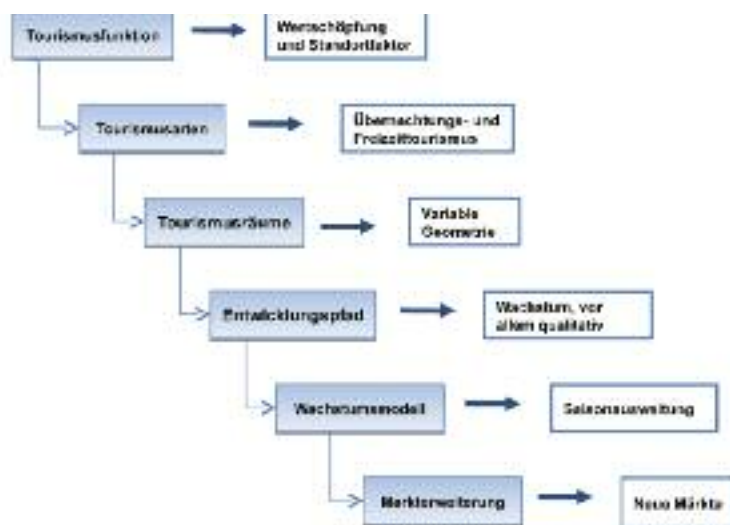 Tourismusfunktion
Wertschöpfung
und Standortfaktor
Tourismusarten
Übernachtungs- und
Freizeittourismus
Tourismusräume
Variable
Geometrie
Entwicklungspfad
Wachstum, vor
allem qualitativ
Wachstumsmodell
Saisonausweitung
Markterweiterung
Neue Märkte